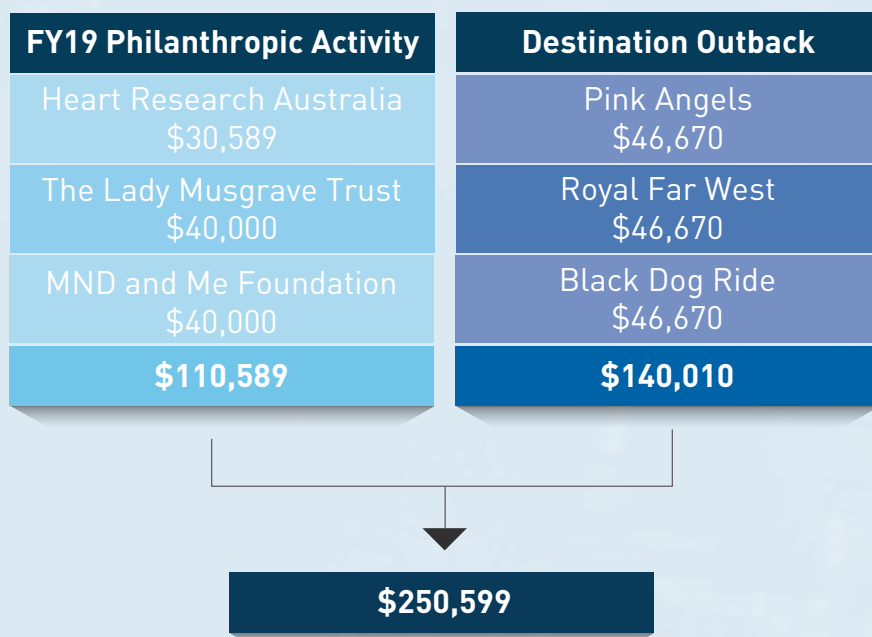 FY19 Philanthropic Activity
Heart Research Australia
$30,589
The Lady Musgrave Trust
$40,000
MND and Me Foundation
$40,000
$110,589
Destination Outback
Pink Angels
$46,670
Royal Far West
$46,670
Black Dog Ride
$46,670
$140,010
$250,599